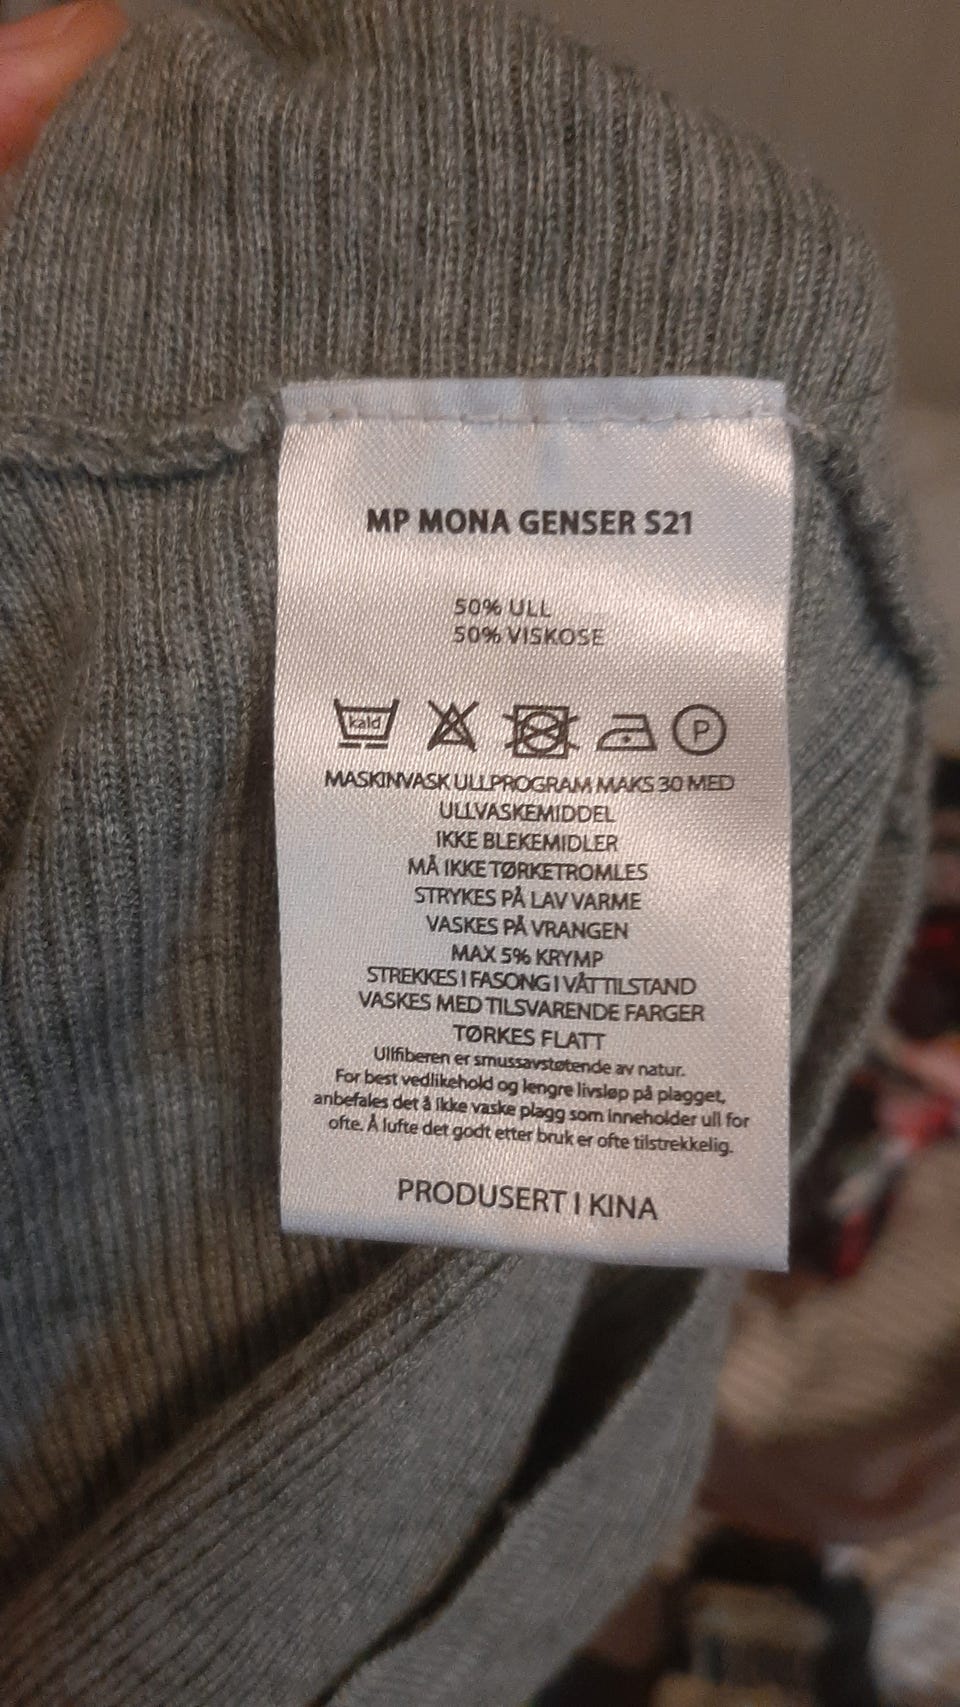 MP MONA GENSER S21
50% ULL
50% VISKOSE
kald P
MASKINVASK ULLPROGRAM MAKS 30 MED
ULLVASKEMIDDEL
IKKE BLEKEMIDLER
MÅ IKKE TØRKETROMLES
STRYKES PÅ LAV VARME
VASKES PÅ VRANGEN
MAX 5% KRYMP
STREKKES I FASONG I VÅT TILSTAND
VASKES MED TILSVARENDE FARGER
TØRKES FLATT
Ullfiberen er smussavstøtende av natur.
For best vedlikehold og lengre livsløp på plagget,
anbefales det å ikke vaske plagg som inneholder ull for
ofte. Å lufte det godt etter bruk er ofte tilstrekkelig.
PRODUSERT I KINA